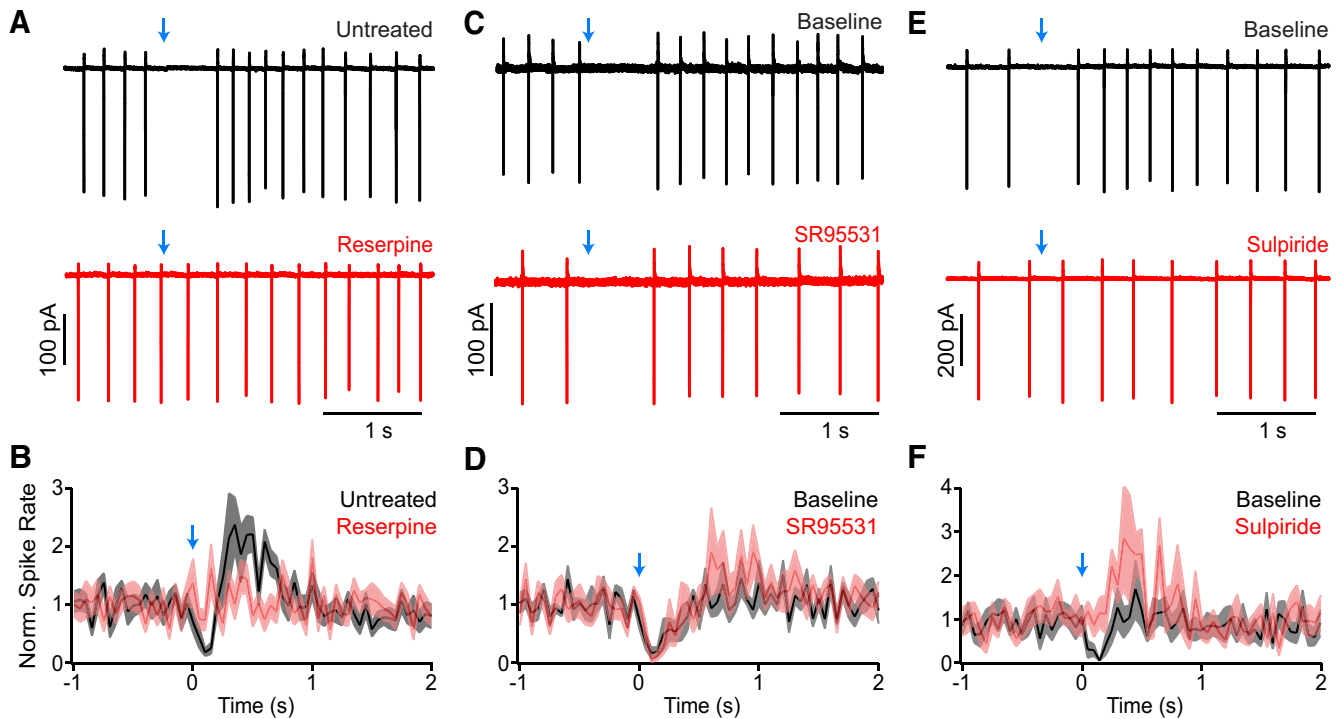 A
Untreated
Reserpine
100 pA
1 s
B
Untreated
Reserpine
Norm. Spike Rate
3
2
1
0
-1
0
1
2
Time (s)
C
Baseline
SR95531
100 pA
1 s
D
Baseline
SR95531
3
2
1
0
-1
0
1
2
Time (s)
E
Baseline
Sulpiride
200 pA
1 s
F
Baseline
Sulpiride
4
3
2
1
0
-1
0
1
2
Time (s)